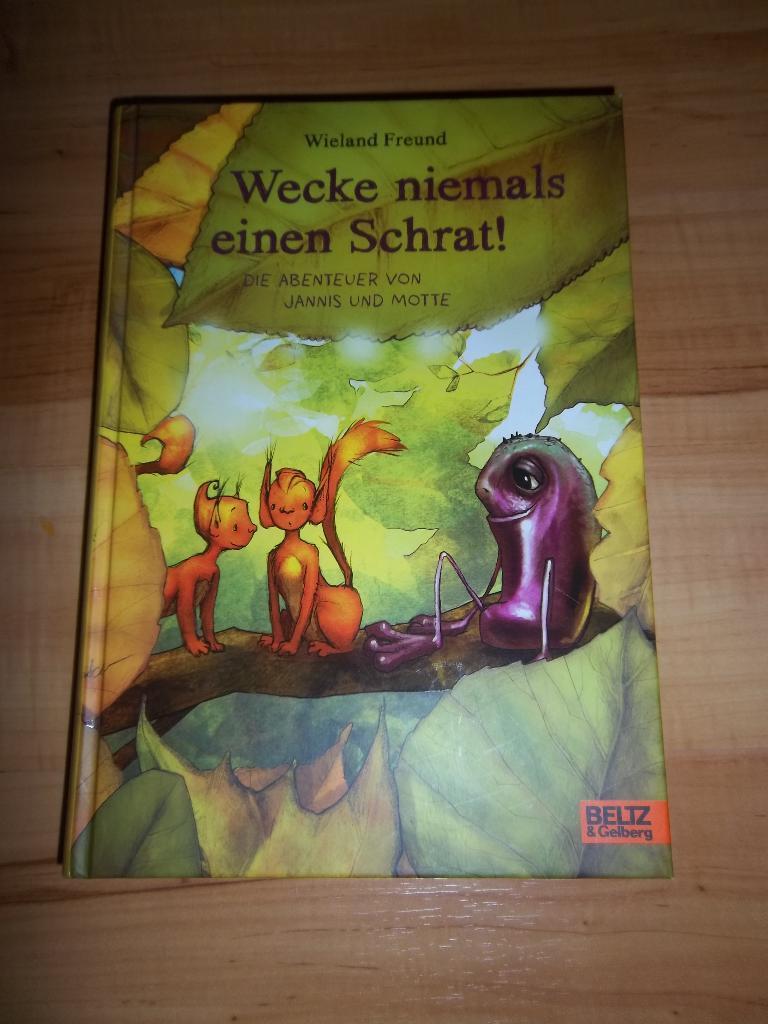 Wieland Freund
Wecke niemals
einen Schrat!
DIE ABENTEUER VON
JANNIS UND MOTTE
BELTZ
& Gelberg